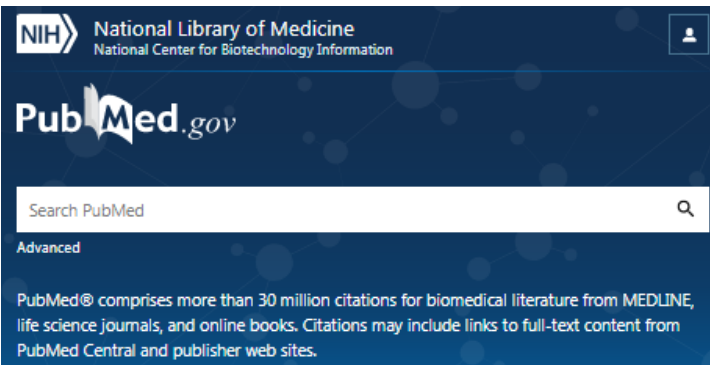 NIH National Library of Medicine
National Center for Biotechnology Information
PubMed.gov
Search PubMed
Advanced
PubMed® comprises more than 30 million citations for biomedical literature from MEDLINE,
life science journals, and online books. Citations may include links to full-text content from
PubMed Central and publisher web sites.